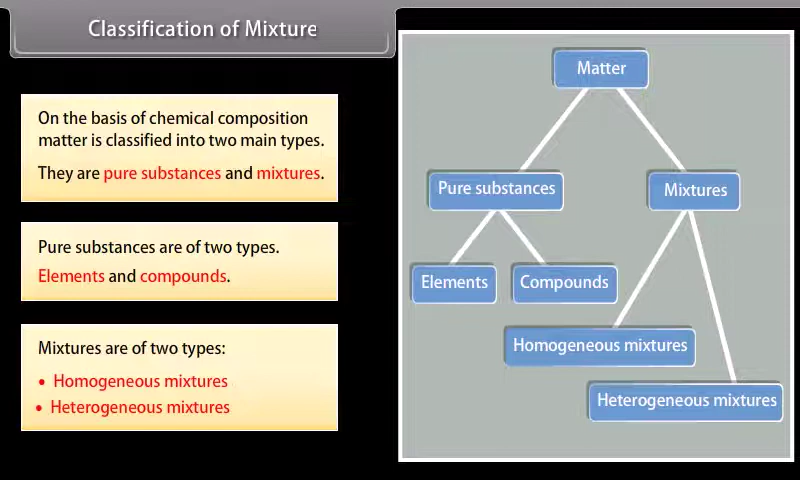 Classification of Mixture
On the basis of chemical composition
matter is classified into two main types.
They are pure substances and mixtures.
Pure substances are of two types.
Elements and compounds.
Mixtures are of two types:
• Homogeneous mixtures
• Heterogeneous mixtures
Matter
Pure substances
Mixtures
Elements
Compounds
Homogeneous mixtures
Heterogeneous mixtures